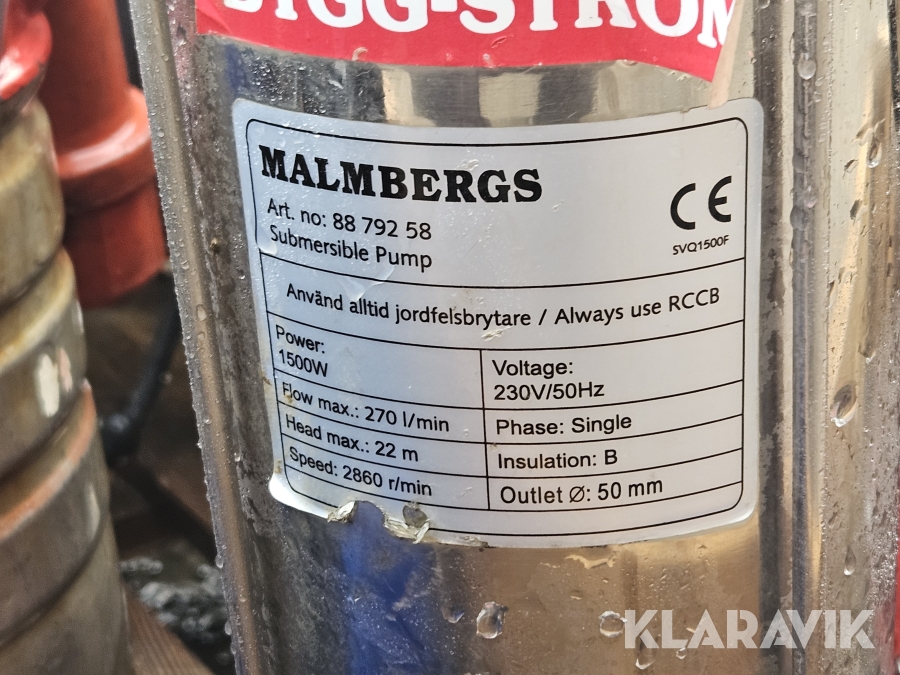 BYGG-STRÖM
MALMBERGS
Art. no: 88 792 58
Submersible Pump
CE
SVQ1500F
Använd alltid jordfelsbrytare / Always use RCCB
Power:
1500W
Voltage:
230V/50Hz
Flow max.: 270 l/min
Phase: Single
Head max.: 22 m
Insulation: B
Speed: 2860 r/min
Outlet Ø: 50 mm
KLARAVIK